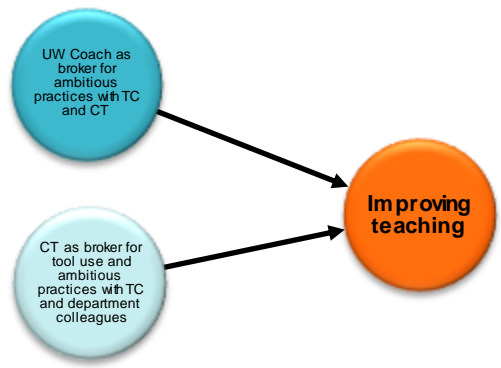 UW Coach as
broker for
ambitious
practices with TC
and CT
Improving
teaching
CT as broker for
tool use and
ambitious
practices with TC
and department
colleagues